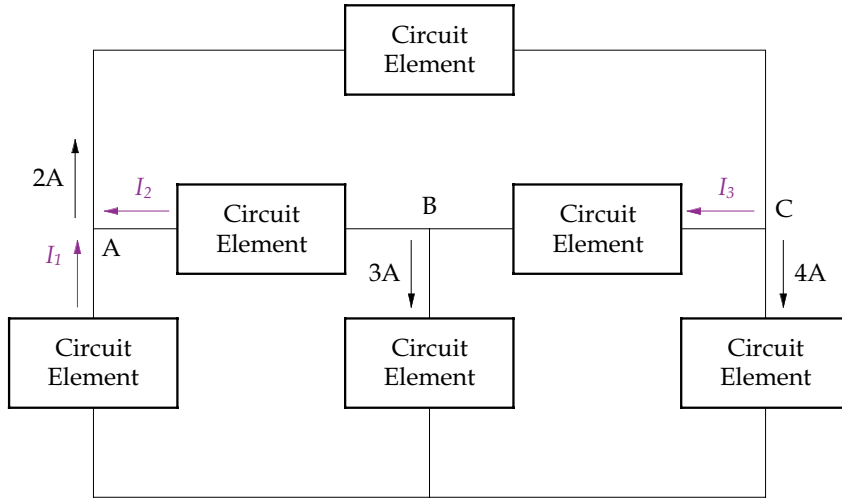 Circuit
Element
2A
I2
I3
Circuit
Element
B
Circuit
Element
C
A
I1
3A
4A
Circuit
Element
Circuit
Element
Circuit
Element